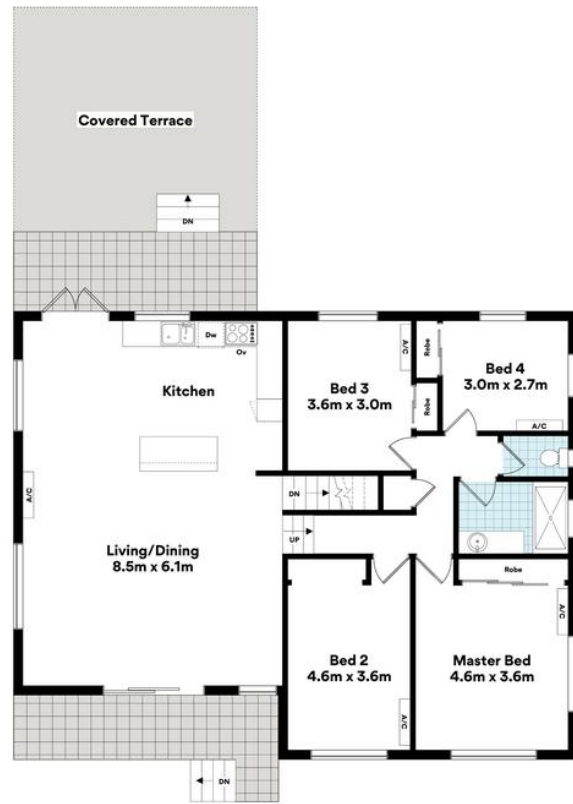 Covered Terrace
DN
Dw
Ov
Kitchen
A/C
Bed 3
3.6m x 3.0m
Robe
Robe
Bed 4
3.0m x 2.7m
A/C
A/C
DN
UP
Living/Dining
8.5m x 6.1m
Robe
A/C
Bed 2
4.6m x 3.6m
A/C
Master Bed
4.6m x 3.6m
DN